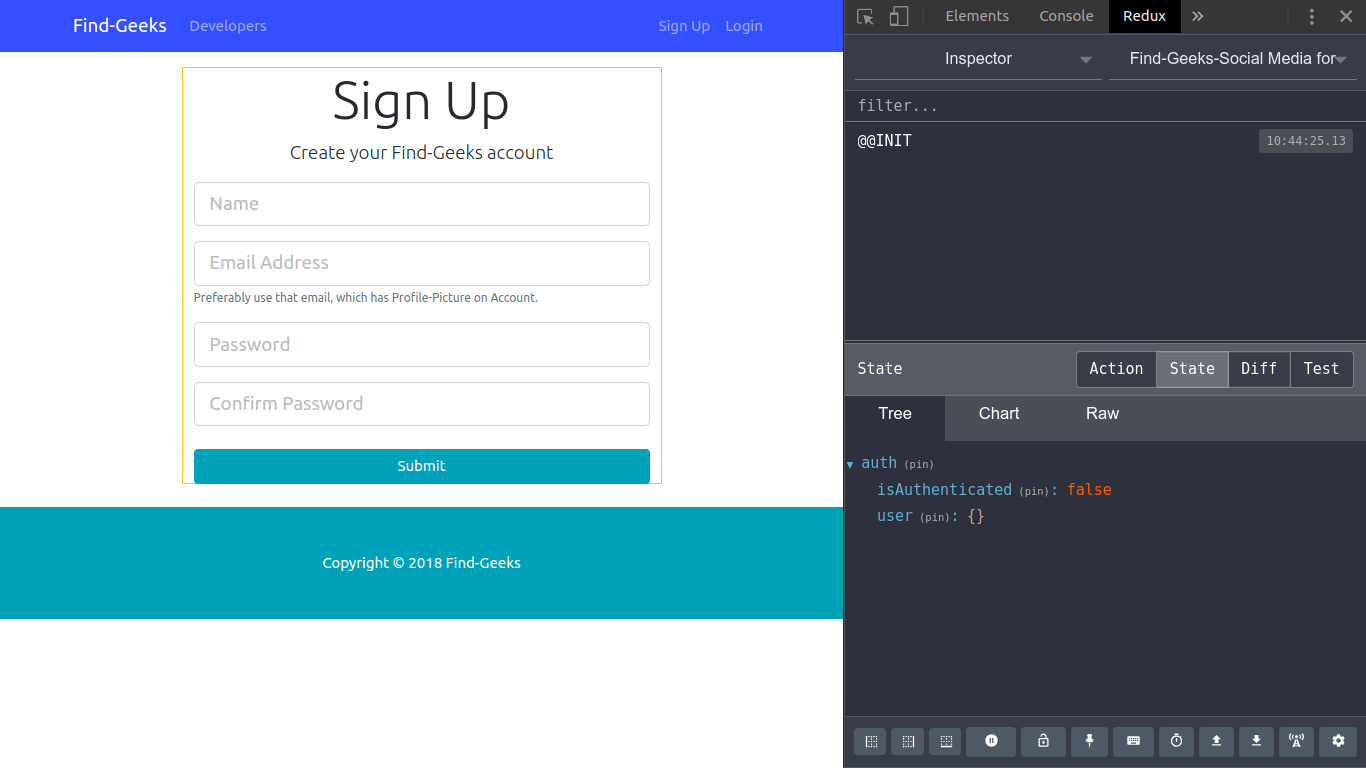 Find-Geeks Developers Sign Up Login
Sign Up
Create your Find-Geeks account
Name
Email Address
Preferably use that email, which has Profile-Picture on Account.
Password
Confirm Password
Submit
Copyright © 2018 Find-Geeks
Elements Console Redux »
Inspector Find-Geeks-Social Media for
filter...
@@INIT 10:44:25.13
State Action State Diff Test
Tree Chart Raw
auth (pin)
isAuthenticated (pin): false
user (pin): {}